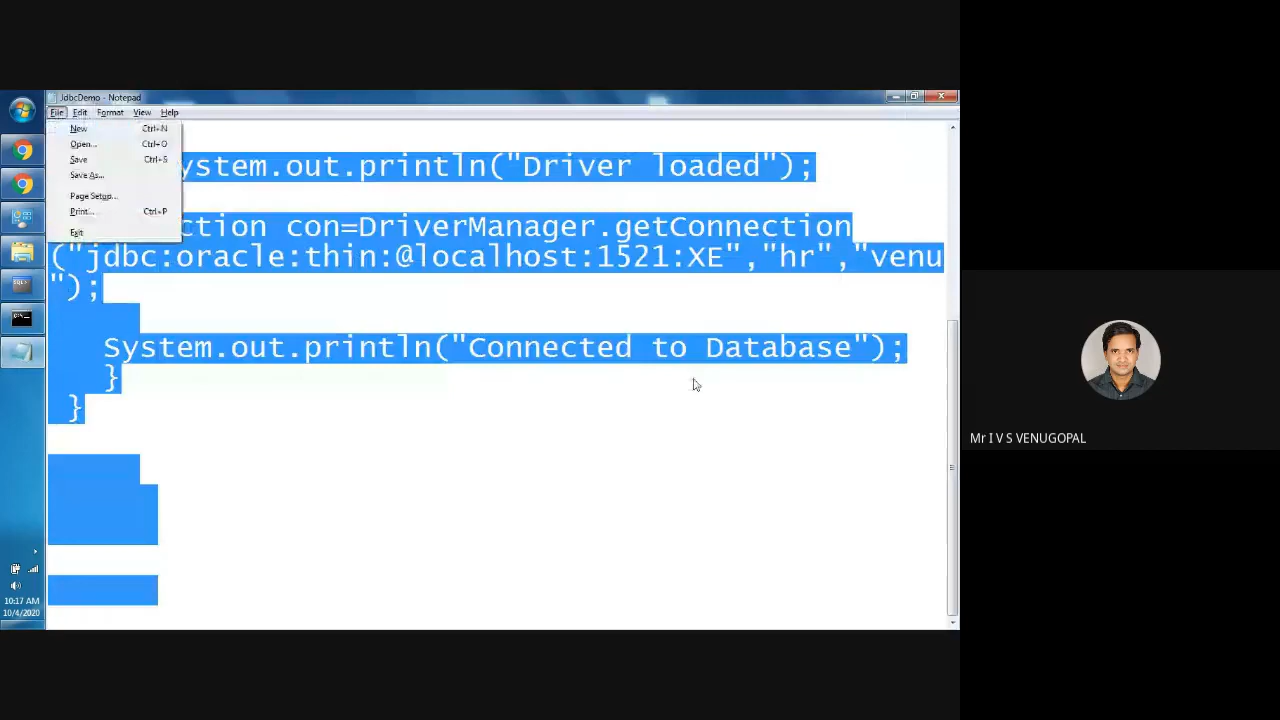 JdbcDemo - Notepad
File Edit Format View Help
New Ctrl+N
Open... Ctrl+O
Save Ctrl+S
Save As...
Page Setup...
Print... Ctrl+P
Exit
ystem.out.println("Driver loaded");
ction con=DriverManager.getConnection
("jdbc:oracle:thin:@localhost:1521:XE","hr","venu
");
System.out.println("Connected to Database");
}
}
10:17 AM
10/4/2020
Mr I V S VENUGOPAL